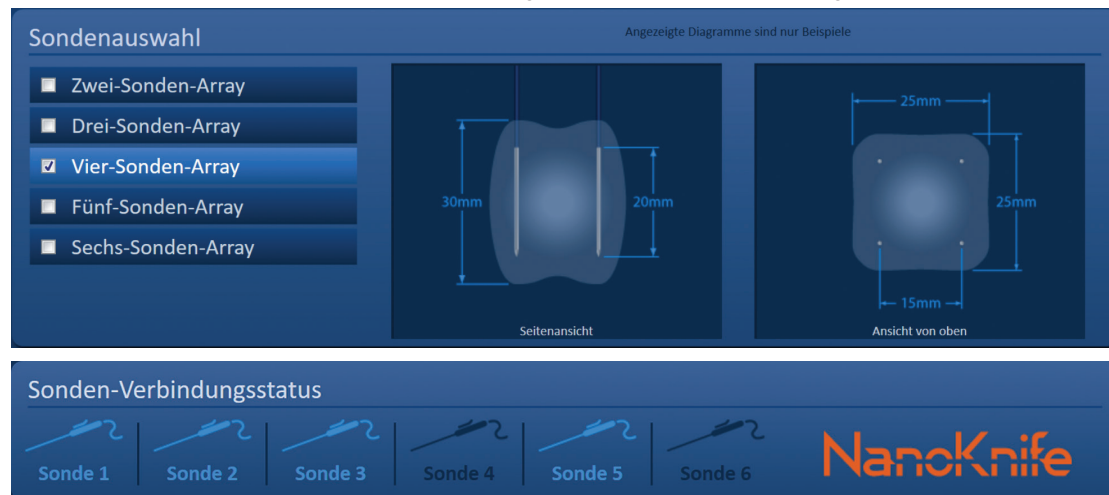 Sondenauswahl
Angezeigte Diagramme sind nur Beispiele
Zwei-Sonden-Array
Drei-Sonden-Array
Vier-Sonden-Array
Fünf-Sonden-Array
Sechs-Sonden-Array
30mm
20mm
Seitenansicht
25mm
25mm
15mm
Ansicht von oben
Sonden-Verbindungsstatus
Sonde 1
Sonde 2
Sonde 3
Sonde 4
Sonde 5
Sonde 6
NanoKnife